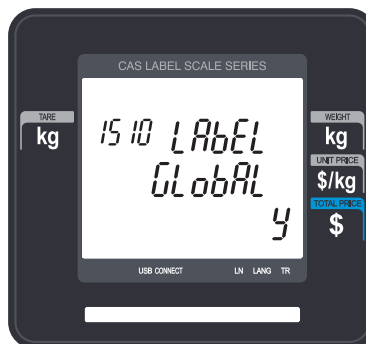 CAS LABEL SCALE SERIES
TARE
kg
1510 LAbEL
GLobAL
y
WEIGHT
kg
UNIT PRICE
$/kg
TOTAL PRICE
$
USB CONNECT LN LANG TR